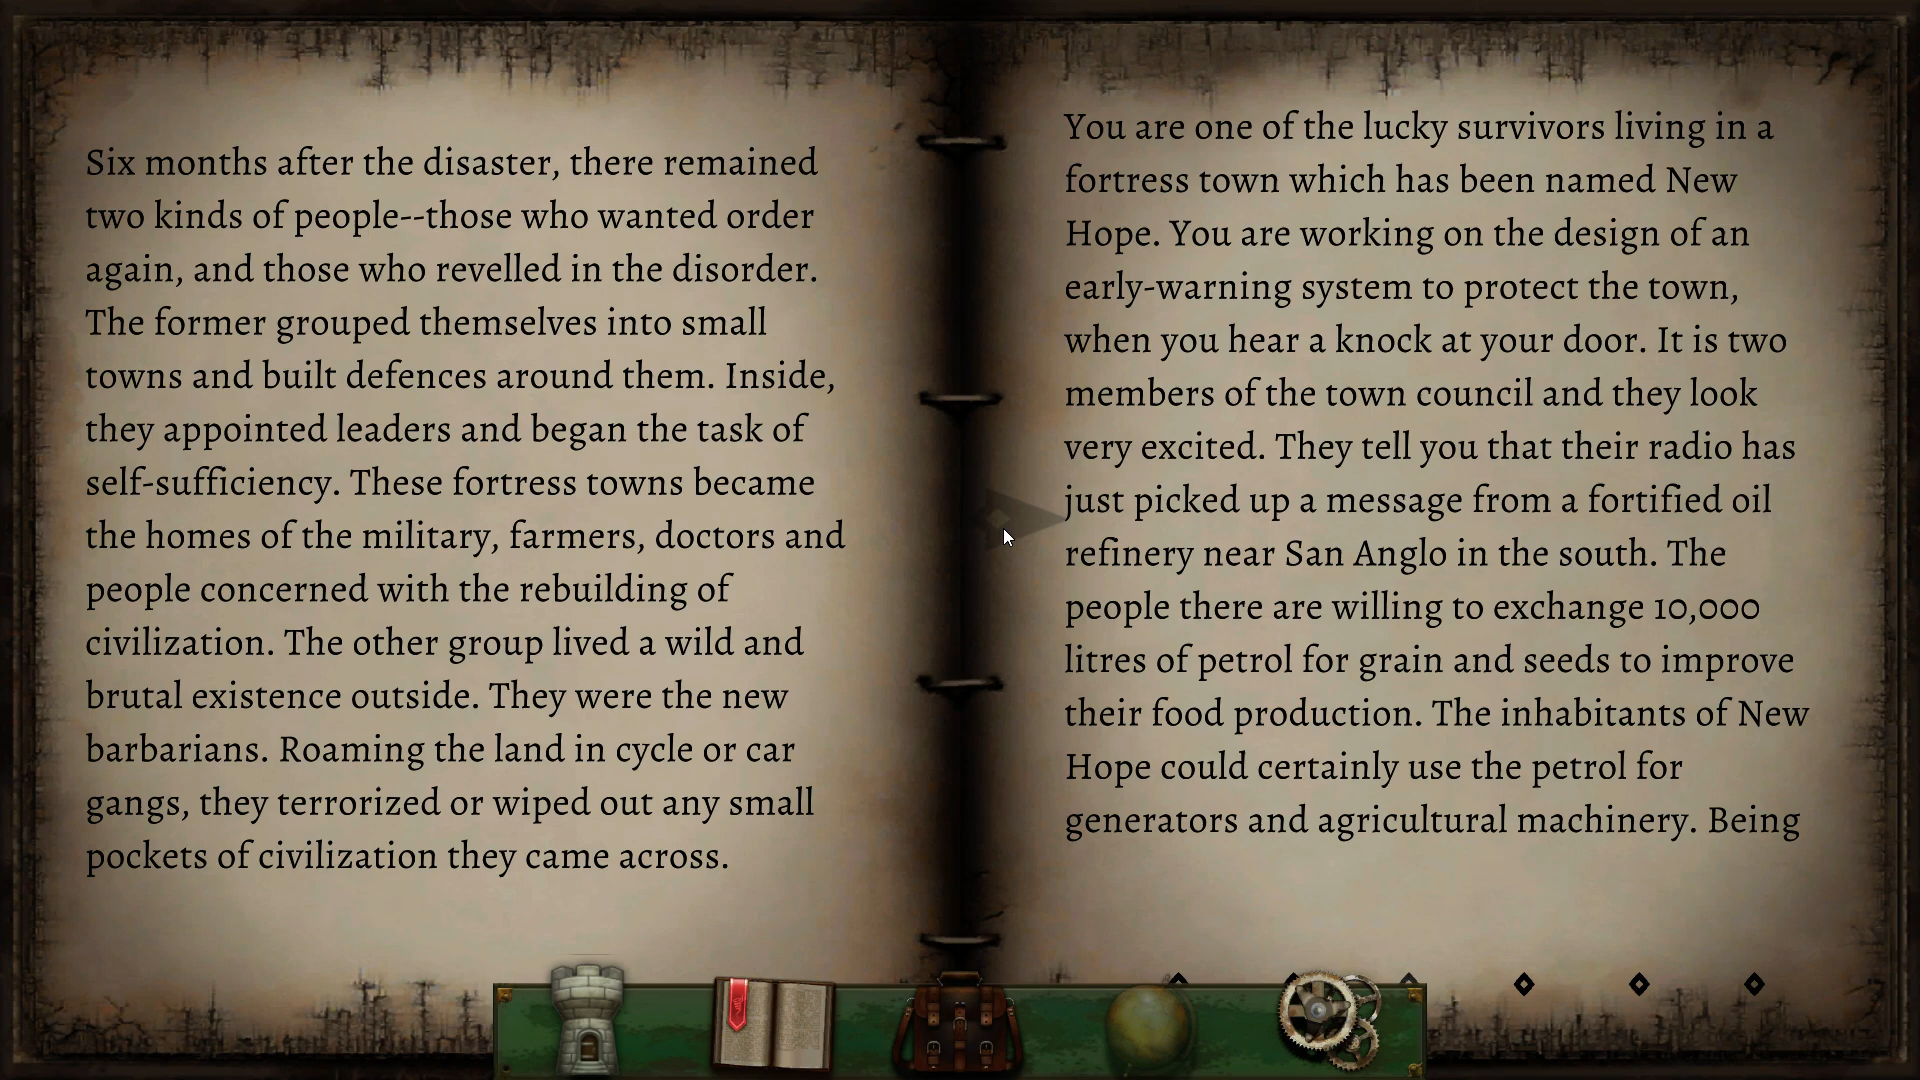 Six months after the disaster, there remained
two kinds of people--those who wanted order
again, and those who revelled in the disorder.
The former grouped themselves into small
towns and built defences around them. Inside,
they appointed leaders and began the task of
self-sufficiency. These fortress towns became
the homes of the military, farmers, doctors and
people concerned with the rebuilding of
civilization. The other group lived a wild and
brutal existence outside. They were the new
barbarians. Roaming the land in cycle or car
gangs, they terrorized or wiped out any small
pockets of civilization they came across.
You are one of the lucky survivors living in a
fortress town which has been named New
Hope. You are working on the design of an
early-warning system to protect the town,
when you hear a knock at your door. It is two
members of the town council and they look
very excited. They tell you that their radio has
just picked up a message from a fortified oil
refinery near San Anglo in the south. The
people there are willing to exchange 10,000
litres of petrol for grain and seeds to improve
their food production. The inhabitants of New
Hope could certainly use the petrol for
generators and agricultural machinery. Being